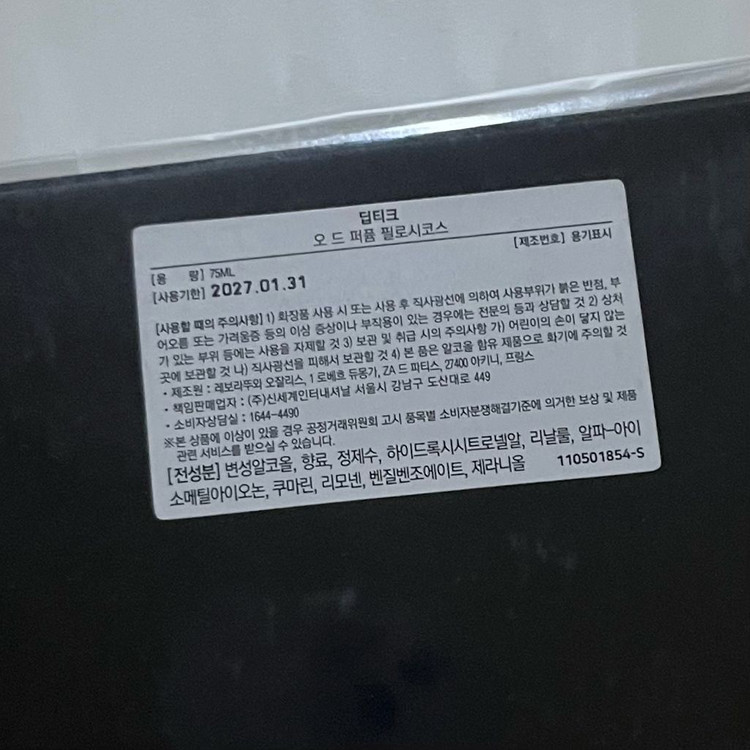 딥티크
오 드 퍼퓸 필로시코스
[용 량] 75ML
[제조번호] 용기표시
[사용기한] 2027.01.31
[사용할 때의 주의사항] 1) 화장품 사용 시 또는 사용 후 직사광선에 의하여 사용부위가 붉은 반점, 부
어오름 또는 가려움증 등의 이상 증상이나 부작용이 있는 경우에는 전문의 등과 상담할 것 2) 상처
가 있는 부위 등에는 사용을 자제할 것 3) 보관 및 취급 시의 주의사항 가) 어린이의 손이 닿지 않는
곳에 보관할 것 나) 직사광선을 피해서 보관할 것 4) 본 품은 알코올 함유 제품으로 화기에 주의할 것
• 제조원 : 레보라뚜와 오잘리스, 1 로베흐 듀몽가, ZA 드 파티스, 27400 아키니, 프랑스
• 책임판매업자 : (주)신세계인터내셔날 서울시 강남구 도산대로 449
• 소비자상담실 : 1644-4490
※본 상품에 이상이 있을 경우 공정거래위원회 고시 품목별 소비자분쟁해결기준에 의거한 보상 및 제품
관련 서비스를 받으실 수 있습니다.
[전성분] 변성알코올, 향료, 정제수, 하이드록시시트로넬알, 리날룰, 알파-아이
소메틸아이오논, 쿠마린, 리모넨, 벤질벤조에이트, 제라니올
110501854-S